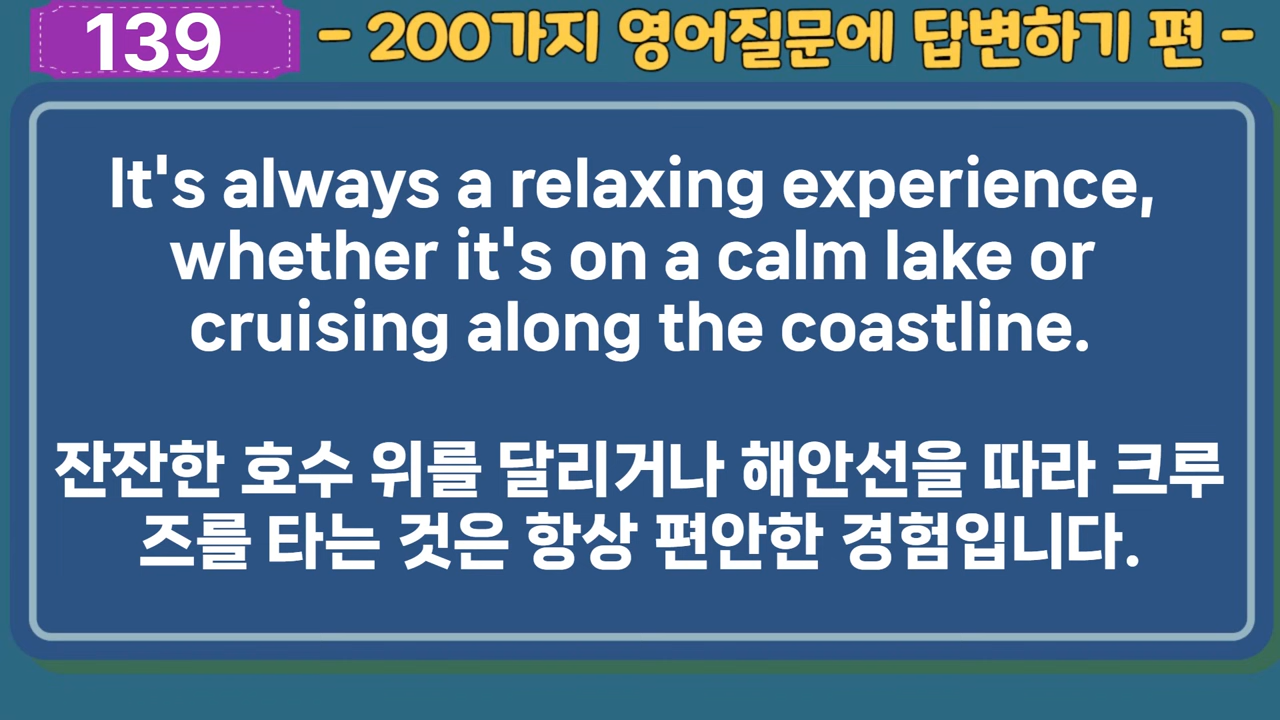 139
- 200가지 영어질문에 답변하기 편 -
It's always a relaxing experience,
whether it's on a calm lake or
cruising along the coastline.
잔잔한 호수 위를 달리거나 해안선을 따라 크루
즈를 타는 것은 항상 편안한 경험입니다.